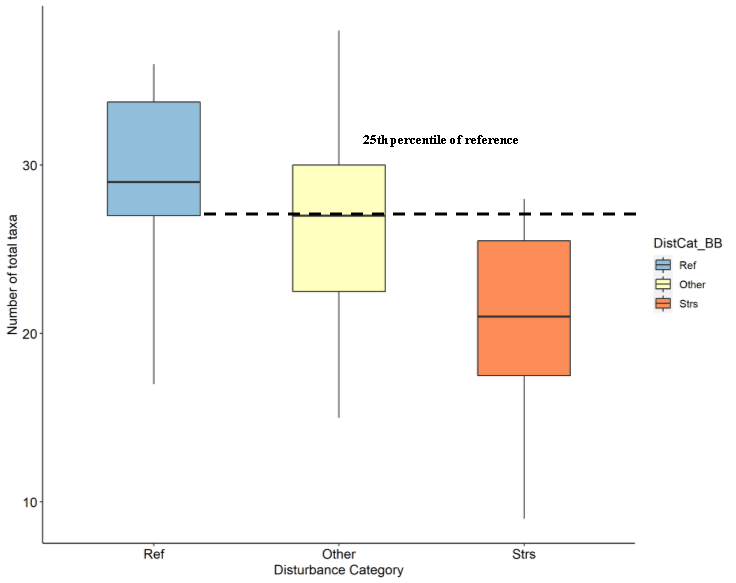 25th percentile of reference
30
20
10
Number of total taxa
Ref
Other
Strs
Disturbance Category
DistCat_BB
Ref
Other
Strs